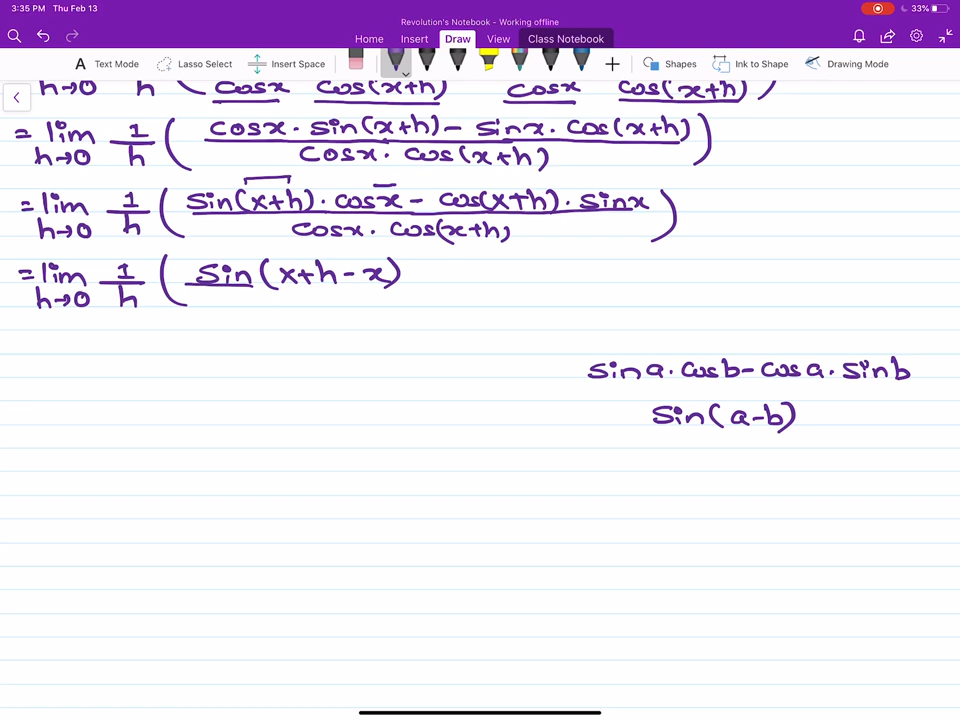 3:35 PM Thu Feb 13
33%
Revolution's Notebook - Working offline
Home Insert Draw View Class Notebook
Text Mode Lasso Select Insert Space Shapes Ink to Shape Drawing Mode
h→0 h ( cosx cos(x+h) cosx cos(x+h) )
= lim 1/h ( cosx · sin(x+h) - sinx · cos(x+h) )
h→0 cosx · cos(x+h)
= lim 1/h ( sin(x+h) · cosx - cos(x+h) · sinx )
h→0 cosx · cos(x+h)
= lim 1/h ( sin(x+h-x)
h→0
sin a · cos b - cos a · sin b
sin(a-b)